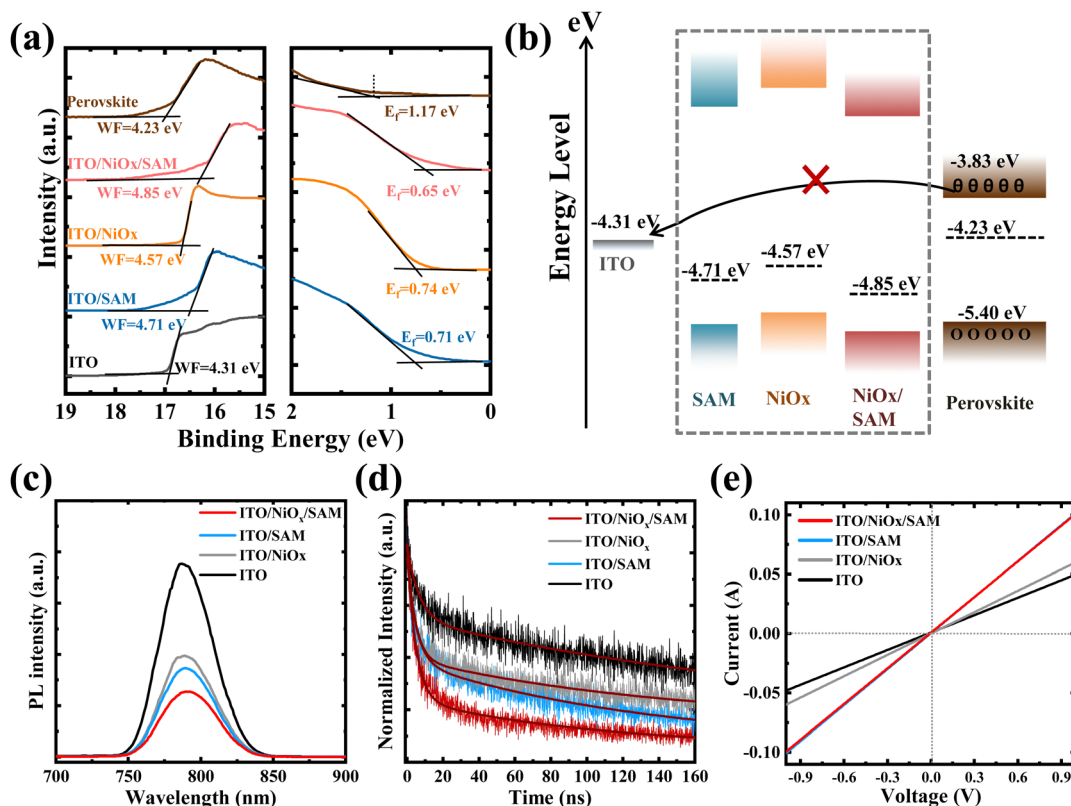 (a)
Intensity (a.u.)
Perovskite
WF=4.23 eV
ITO/NiOx/SAM
WF=4.85 eV
ITO/NiOx
WF=4.57 eV
ITO/SAM
WF=4.71 eV
ITO
WF=4.31 eV
19 18 17 16 15
E_f=1.17 eV
E_f=0.65 eV
E_f=0.74 eV
E_f=0.71 eV
2 1 0
Binding Energy (eV)
(b)
eV
Energy Level
-4.31 eV
ITO
-4.71 eV
-4.57 eV
-4.85 eV
-3.83 eV
-4.23 eV
-5.40 eV
OOOOO
SAM
NiOx
NiOx/
SAM
Perovskite
(c)
PL intensity (a.u.)
ITO/NiO_x/SAM
ITO/SAM
ITO/NiOx
ITO
700 750 800 850 900
Wavelength (nm)
(d)
Normalized Intensity (a.u.)
ITO/NiO_x/SAM
ITO/NiO_x
ITO/SAM
ITO
0 20 40 60 80 100 120 140 160
Time (ns)
(e)
Current (A)
0.10
0.05
0.00
-0.05
-0.10
ITO/NiOx/SAM
ITO/SAM
ITO/NiOx
ITO
-0.9 -0.6 -0.3 0.0 0.3 0.6 0.9
Voltage (V)